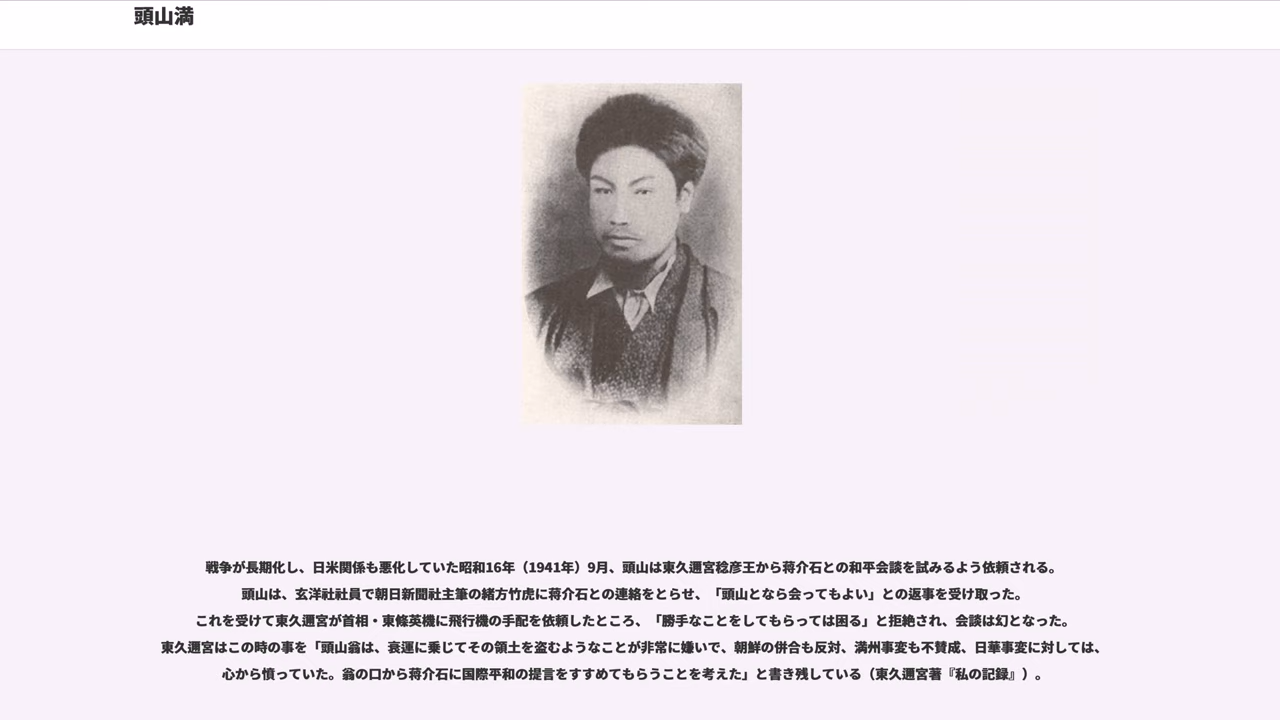 頭山満
戦争が長期化し、日米関係も悪化していた昭和16年（1941年）9月、頭山は東久邇宮稔彦王から蒋介石との和平会談を試みるよう依頼される。
頭山は、玄洋社社員で朝日新聞社主筆の緒方竹虎に蒋介石との連絡をとらせ、「頭山となら会ってもよい」との返事を受け取った。
これを受けて東久邇宮が首相・東條英機に飛行機の手配を依頼したところ、「勝手なことをしてもらっては困る」と拒絶され、会談は幻となった。
東久邇宮はこの時の事を「頭山翁は、衰運に乗じてその領土を盗むようなことが非常に嫌いで、朝鮮の併合も反対、満州事変も不賛成、日華事変に対しては、
心から憤っていた。翁の口から蒋介石に国際平和の提言をすすめてもらうことを考えた」と書き残している（東久邇宮著『私の記録』）。